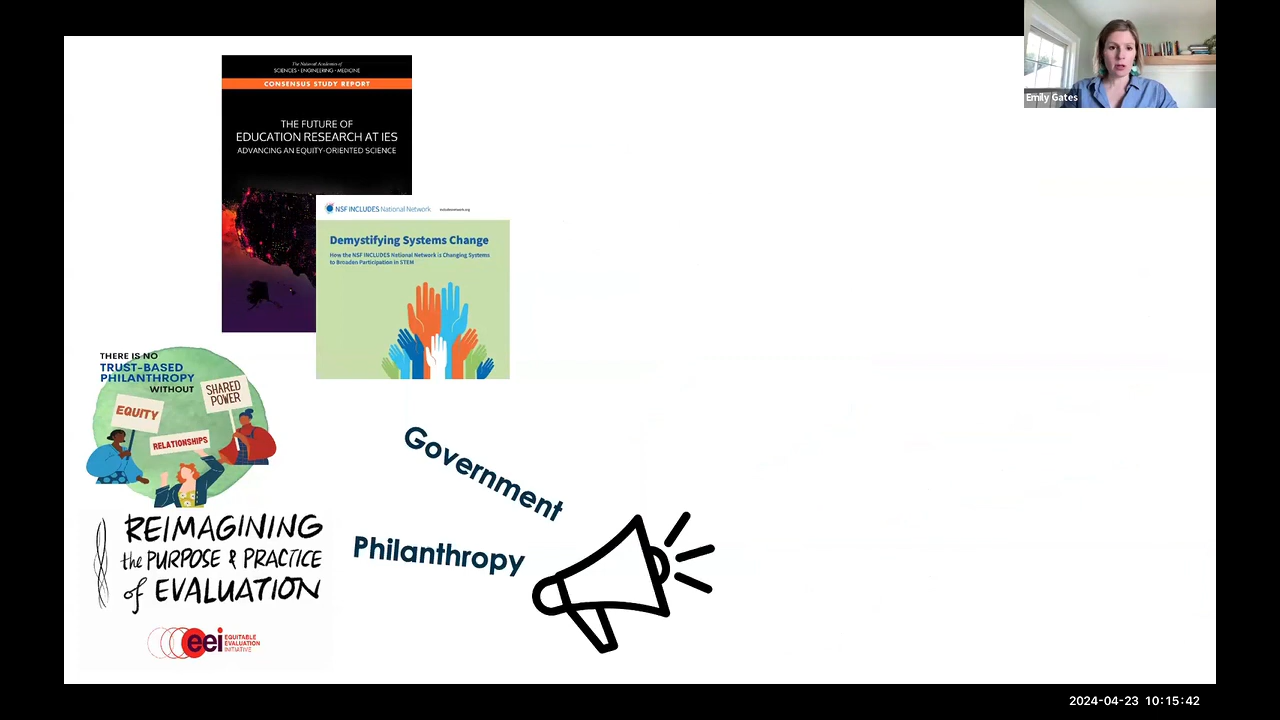 The National Academies of
SCIENCES · ENGINEERING · MEDICINE
CONSENSUS STUDY REPORT
THE FUTURE OF
EDUCATION RESEARCH AT IES
ADVANCING AN EQUITY-ORIENTED SCIENCE
Emily Gates
NSF INCLUDES National Network
includesnetwork.org
Demystifying Systems Change
How the NSF INCLUDES National Network is Changing Systems
to Broaden Participation in STEM
THERE IS NO
TRUST-BASED
PHILANTHROPY
WITHOUT
EQUITY
SHARED
POWER
RELATIONSHIPS
Government
Philanthropy
REIMAGINING
the PURPOSE & PRACTICE
of EVALUATION
eei
EQUITABLE
EVALUATION
INITIATIVE
2024-04-23 10:15:42